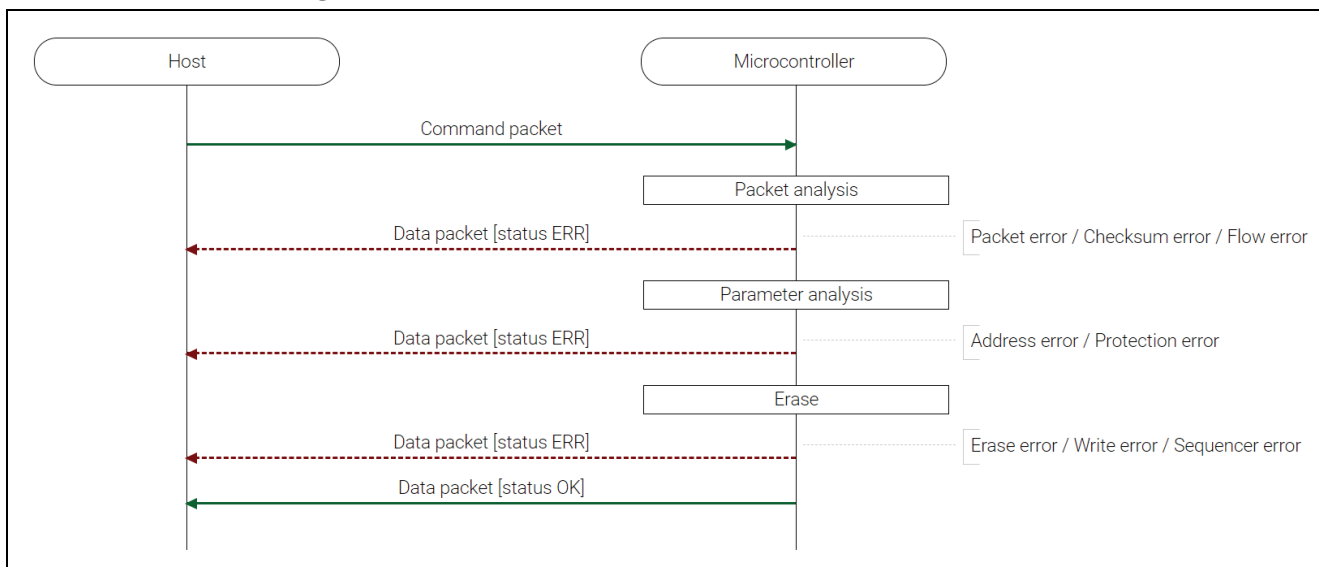 Host
Microcontroller
Command packet
Packet analysis
Data packet [status ERR]
Packet error / Checksum error / Flow error
Parameter analysis
Data packet [status ERR]
Address error / Protection error
Erase
Data packet [status ERR]
Erase error / Write error / Sequencer error
Data packet [status OK]